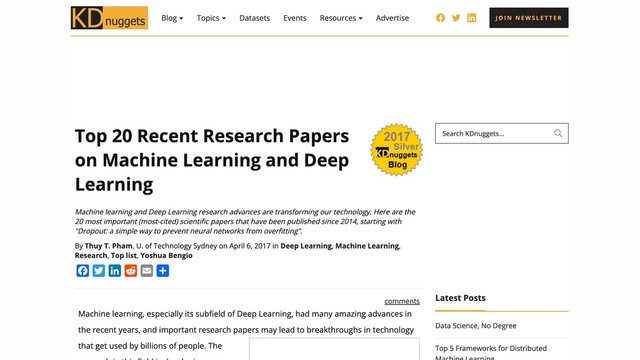 KD nuggets
Blog Topics Datasets Events Resources Advertise
JOIN NEWSLETTER
Top 20 Recent Research Papers
on Machine Learning and Deep
Learning
2017
Silver
KDnuggets
Blog
Search KDnuggets...
Machine learning and Deep Learning research advances are transforming our technology. Here are the
20 most important (most-cited) scientific papers that have been published since 2014, starting with
"Dropout: a simple way to prevent neural networks from overfitting".
By Thuy T. Pham, U. of Technology Sydney on April 6, 2017 in Deep Learning, Machine Learning,
Research, Top list, Yoshua Bengio
comments
Machine learning, especially its subfield of Deep Learning, had many amazing advances in
the recent years, and important research papers may lead to breakthroughs in technology
that get used by billions of people. The
Latest Posts
Data Science, No Degree
Top 5 Frameworks for Distributed
Machine Learning